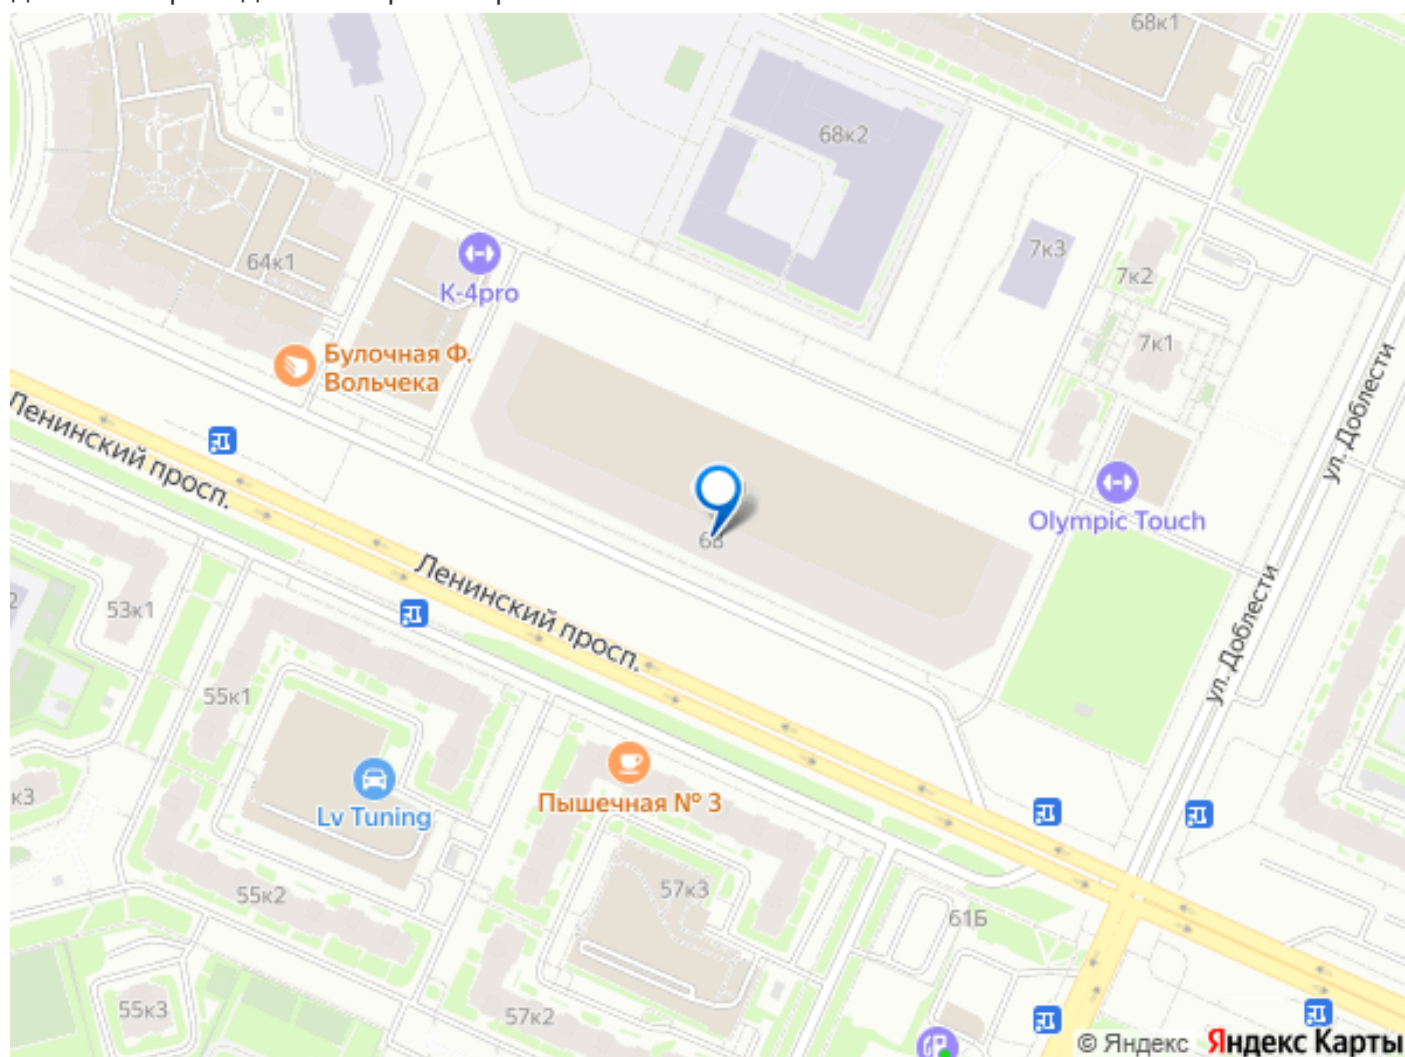 68к1
68к2
7к3
7к2
64к1
К-4pro
7к1
Булочная Ф.
Вольчека
ул. Доблести
Ленинский просп.
Olympic Touch
68
Ленинский просп.
53к1
ул. Доблести
55к1
к3
Пышечная № 3
Lv Tuning
57к3
55к2
61Б
55к3
57к2
© Яндекс Яндекс Карты